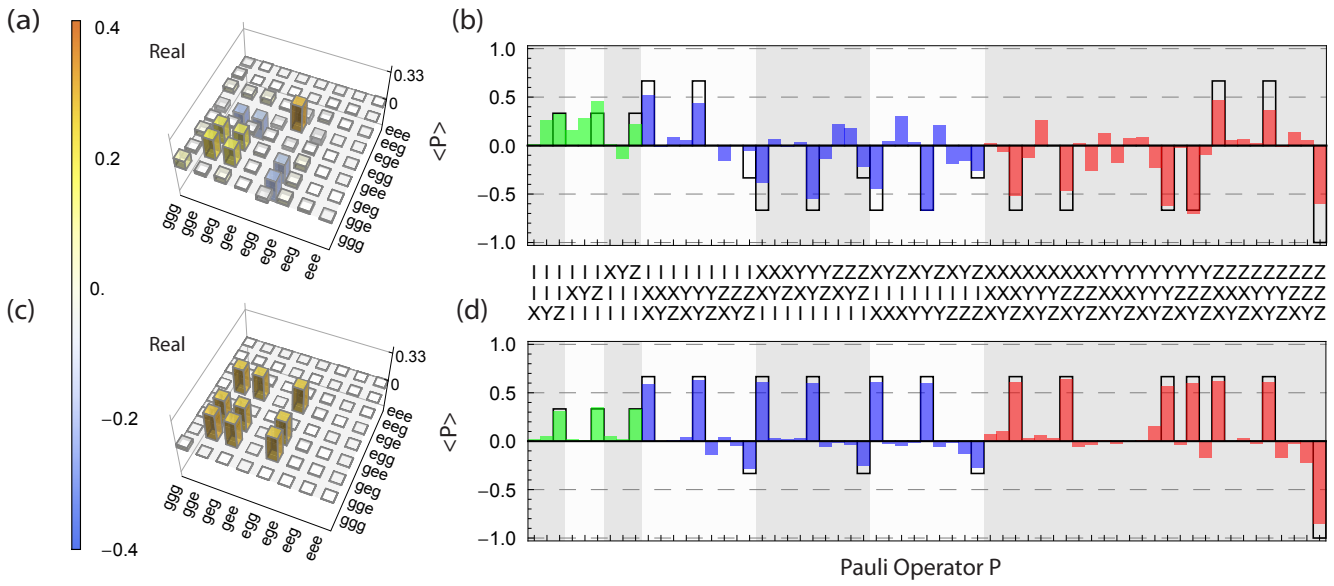 (a)
Real
0.33
0
eee
eeg
ege
egg
gee
geg
gge
ggg
ggg
gge
geg
gee
egg
ege
eeg
eee
0.4
0.2
0.
−0.2
−0.4
(b)
<P>
1.0
0.5
0.0
−0.5
−1.0
IIIIIIXYZIIIIIIIIIXXXYYYZZZXYZXYZXYZXXXXXXXXXYYYYYYYYYZZZZZZZZZ
IIIXYZIIIXXXYYYZZZXYZXYZXYZIIIIIIIIIXXXYYYZZZXXXYYYZZZXXXYYYZZZ
XYZIIIIIIXYZXYZXYZIIIIIIIIIXXXYYYZZZXYZXYZXYZXYZXYZXYZXYZXYZXYZ
(c)
Real
0.33
0
eee
eeg
ege
egg
gee
geg
gge
ggg
ggg
gge
geg
gee
egg
ege
eeg
eee
(d)
<P>
1.0
0.5
0.0
−0.5
−1.0
Pauli Operator P